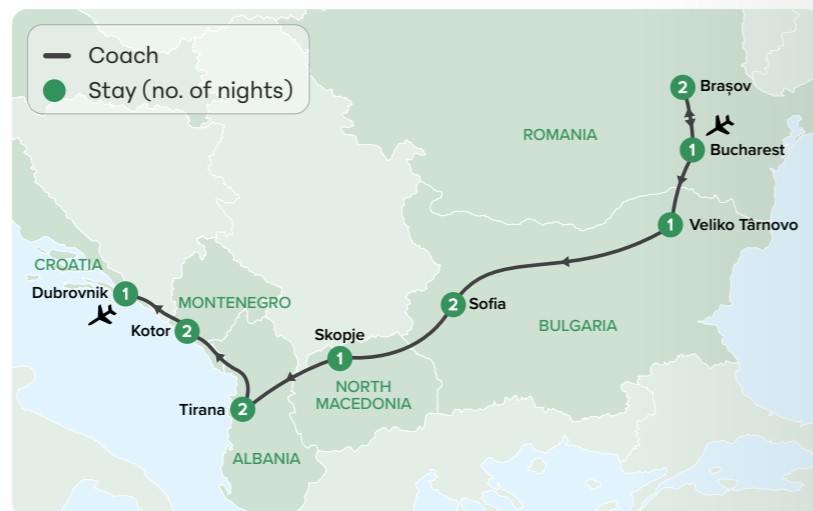 Coach
Stay (no. of nights)
2
Brașov
ROMANIA
1
Bucharest
1
Veliko Târnovo
CROATIA
Dubrovnik
1
MONTENEGRO
2
Sofia
Kotor
2
BULGARIA
Skopje
1
NORTH
MACEDONIA
Tirana
2
ALBANIA